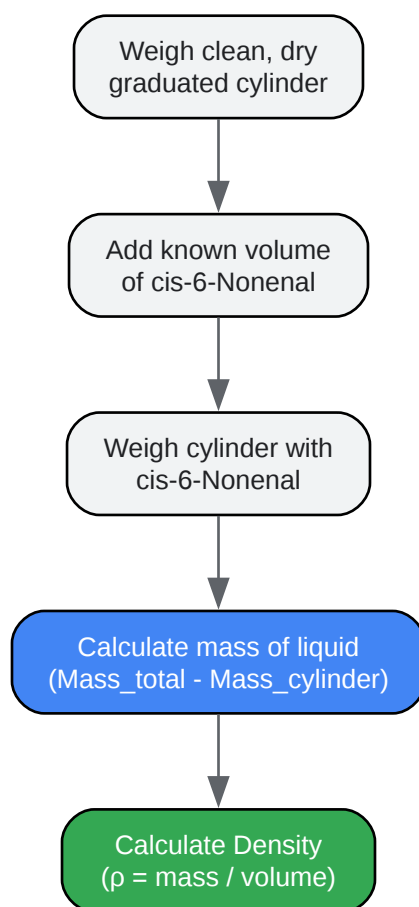 Weigh clean, dry
graduated cylinder
Add known volume
of cis-6-Nonenal
Weigh cylinder with
cis-6-Nonenal
Calculate mass of liquid
(Mass_total - Mass_cylinder)
Calculate Density
(ρ = mass / volume)